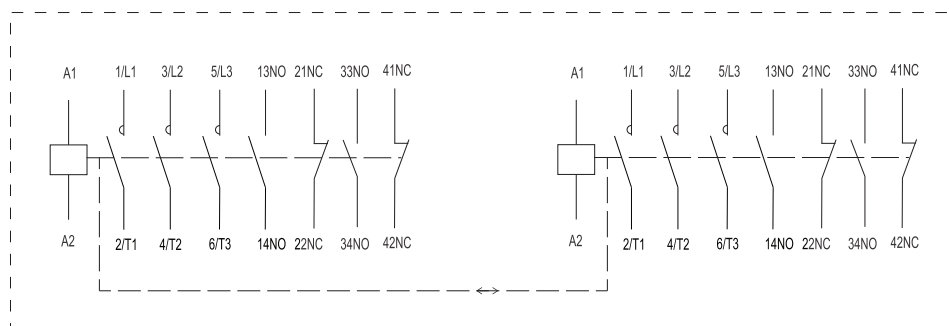 A1 1/L1 3/L2 5/L3 13NO 21NC 33NO 41NC A1 1/L1 3/L2 5/L3 13NO 21NC 33NO 41NC
A2 2/T1 4/T2 6/T3 14NO 22NC 34NO 42NC A2 2/T1 4/T2 6/T3 14NO 22NC 34NO 42NC